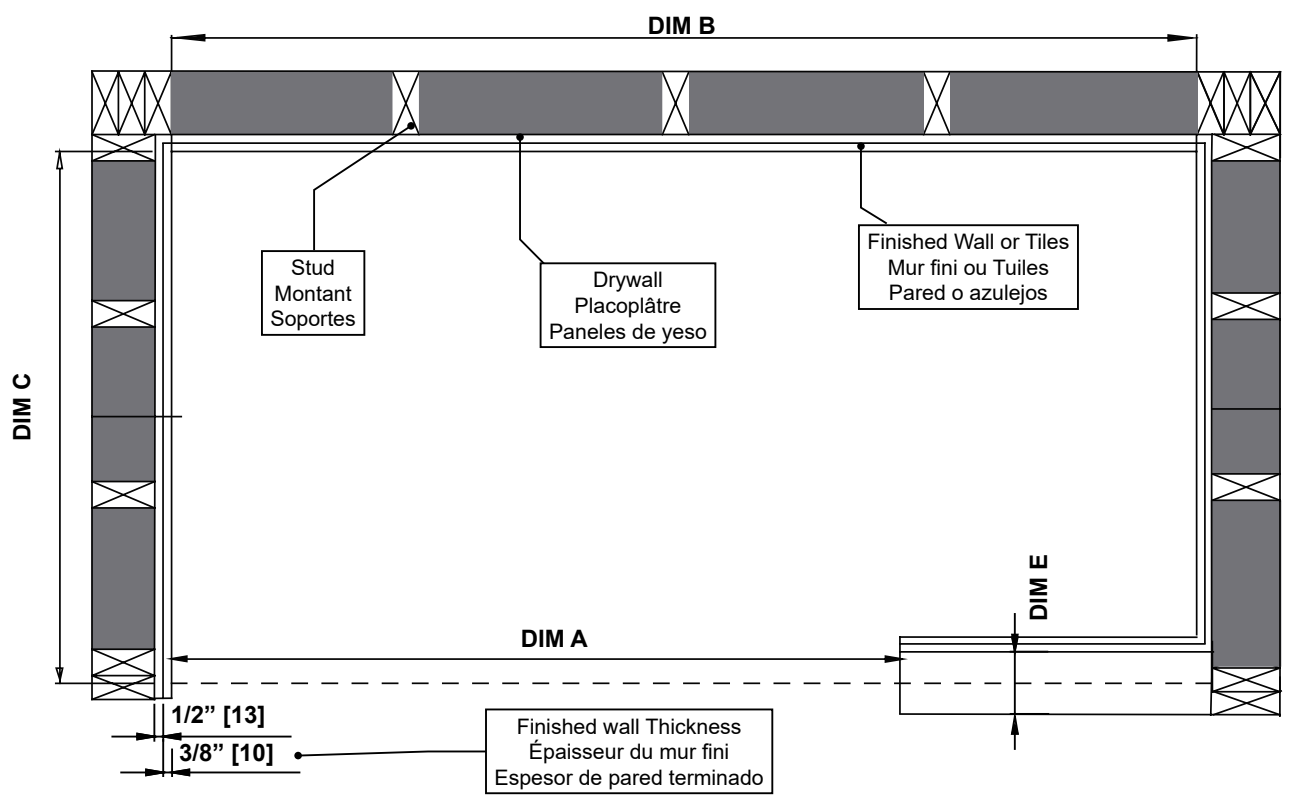 DIM B
Stud
Montant
Soportes
Drywall
Placoplâtre
Paneles de yeso
Finished Wall or Tiles
Mur fini ou Tuiles
Pared o azulejos
DIM C
DIM E
DIM A
1/2” [13]
3/8” [10]
Finished wall Thickness
Épaisseur du mur fini
Espesor de pared terminado